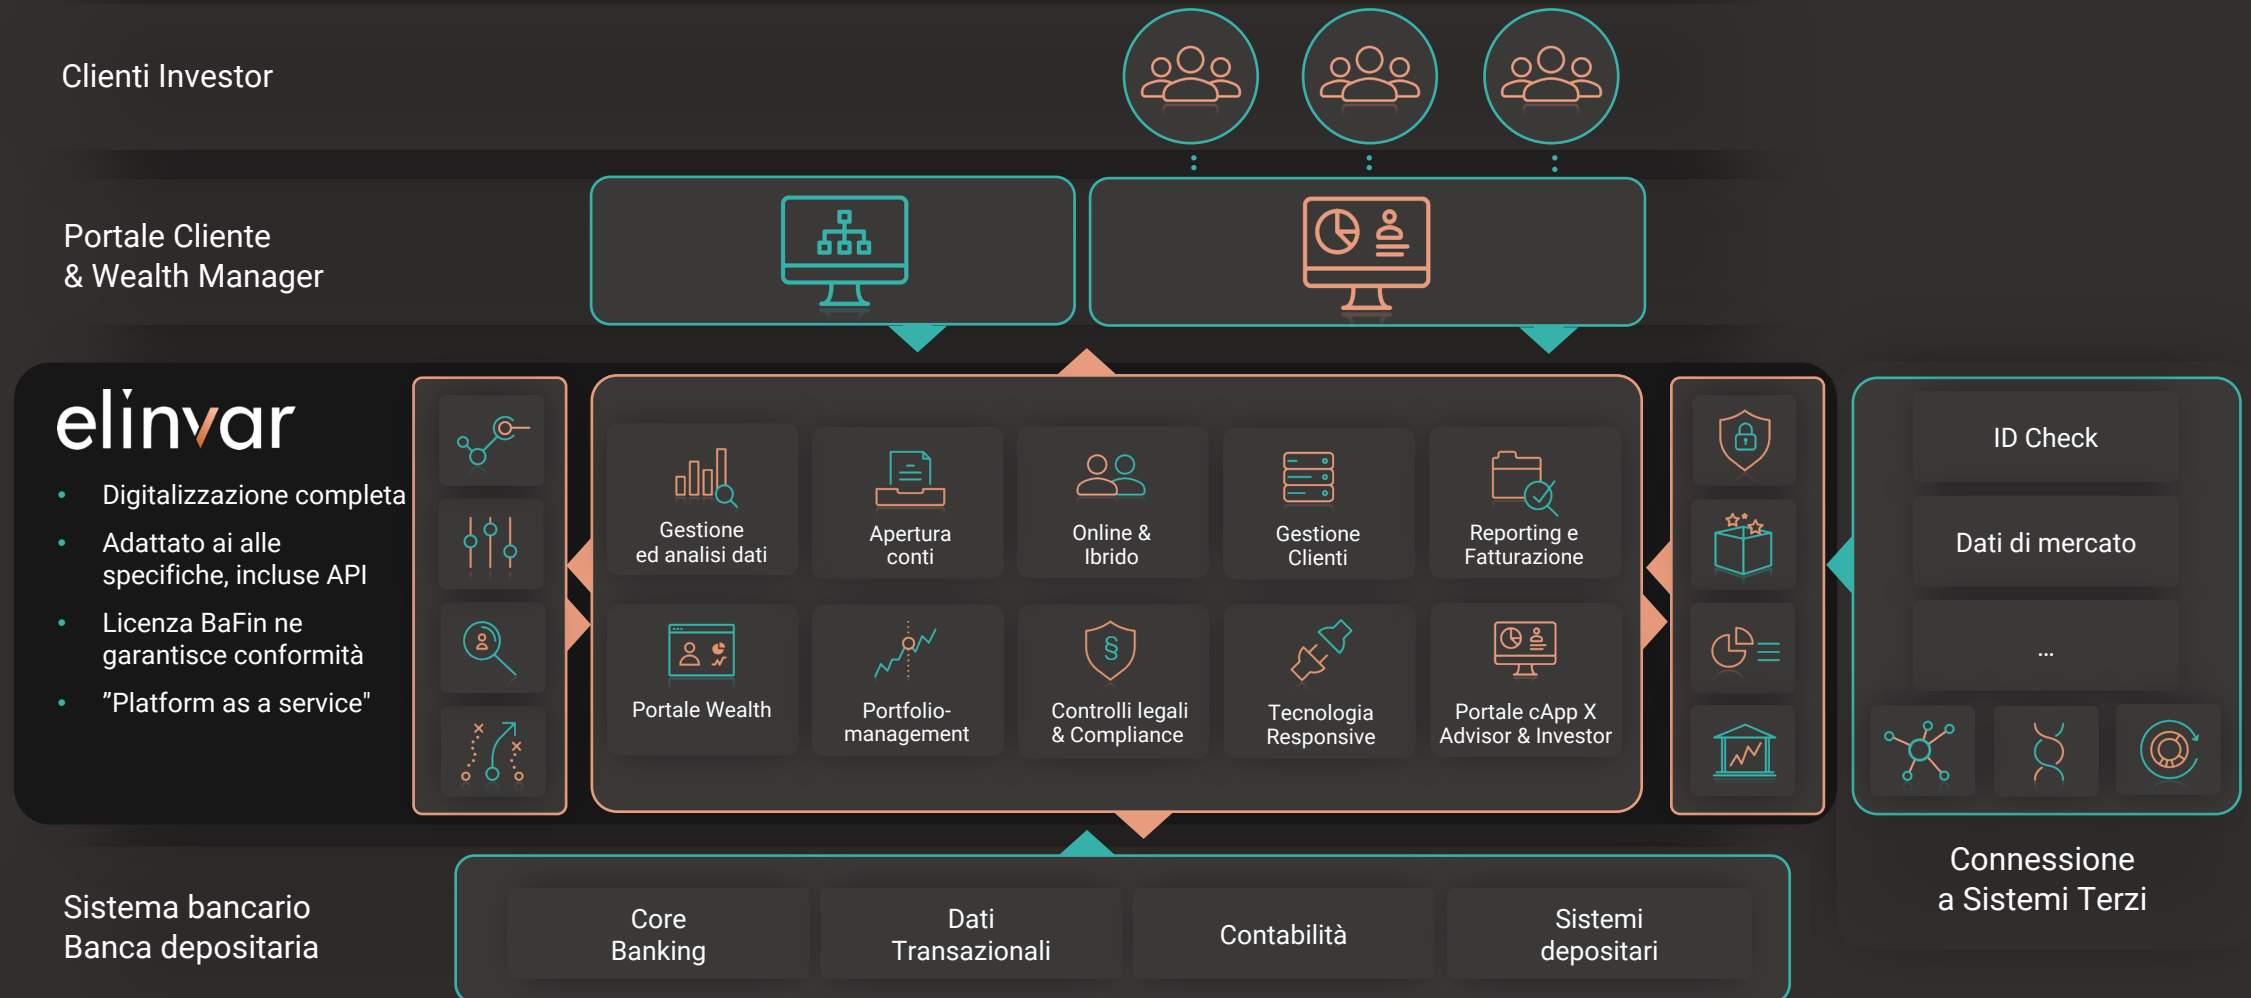 Clienti Investor
Portale Cliente
& Wealth Manager
elinvar
• Digitalizzazione completa
• Adattato ai alle
specifiche, incluse API
• Licenza BaFin ne
garantisce conformità
• ”Platform as a service"
Gestione
ed analisi dati
Apertura
conti
Online &
Ibrido
Gestione
Clienti
Reporting e
Fatturazione
Portale Wealth
Portfolio-
management
§
Controlli legali
& Compliance
Tecnologia
Responsive
Portale cApp X
Advisor & Investor
ID Check
Dati di mercato
...
Connessione
a Sistemi Terzi
Sistema bancario
Banca depositaria
Core
Banking
Dati
Transazionali
Contabilità
Sistemi
depositari